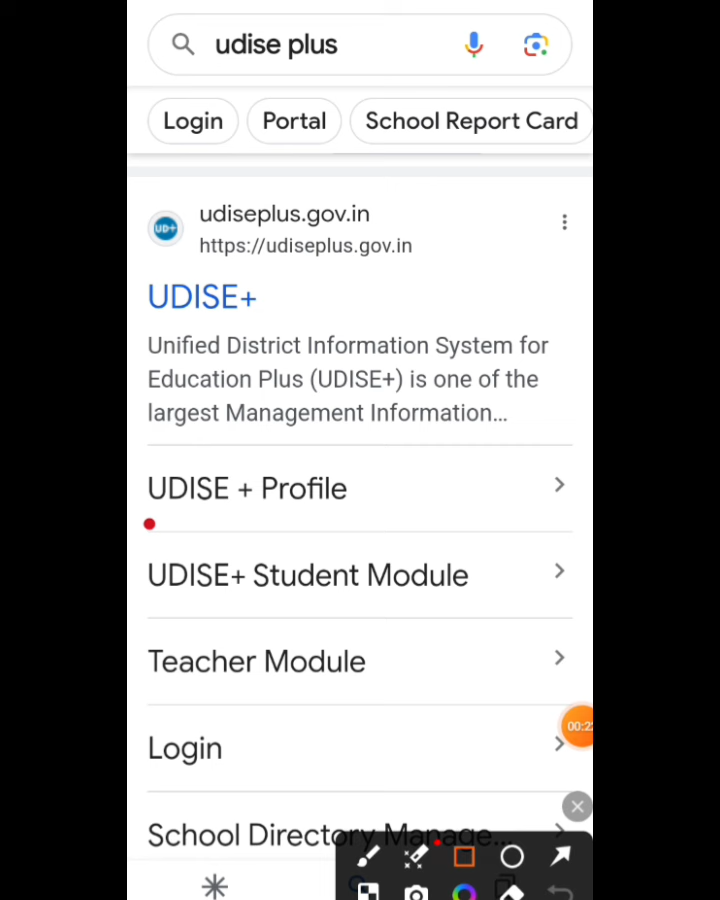 udise plus
Login
Portal
School Report Card
UD+
udiseplus.gov.in
https://udiseplus.gov.in
UDISE+
Unified District Information System for
Education Plus (UDISE+) is one of the
largest Management Information...
UDISE + Profile
UDISE+ Student Module
Teacher Module
Login
School Directory Manage...